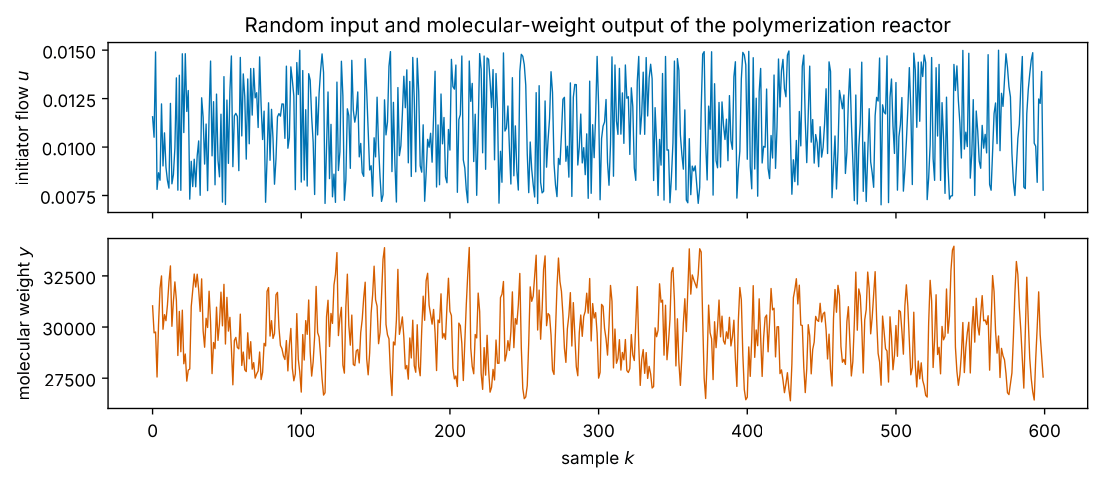 Random input and molecular-weight output of the polymerization reactor
initiator flow u
0.0150
0.0125
0.0100
0.0075
molecular weight y
32500
30000
27500
0 100 200 300 400 500 600
sample k